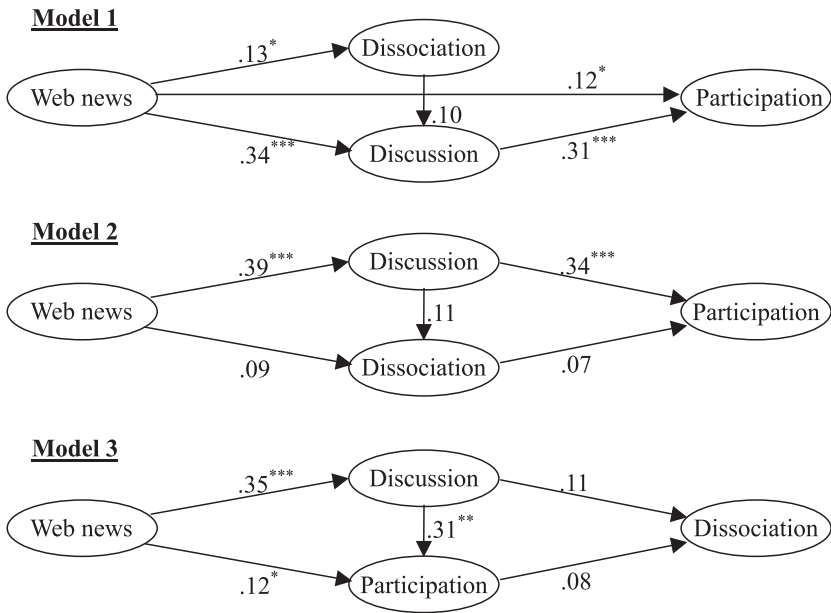 Model 1
Dissociation
.13*
Web news
.12*
Participation
.10
.34***
Discussion
.31***
Model 2
Discussion
.39***
.34***
Web news
.11
Participation
.09
Dissociation
.07
Model 3
Discussion
.35***
.11
Web news
.31**
Dissociation
.12*
Participation
.08